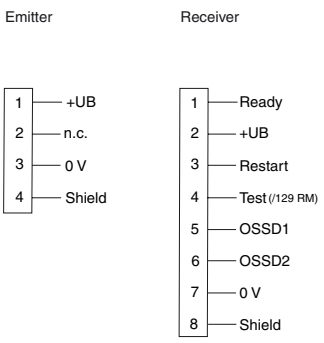 Emitter
1 +UB
2 n.c.
3 0 V
4 Shield
Receiver
1 Ready
2 +UB
3 Restart
4 Test (/129 RM)
5 OSSD1
6 OSSD2
7 0 V
8 Shield